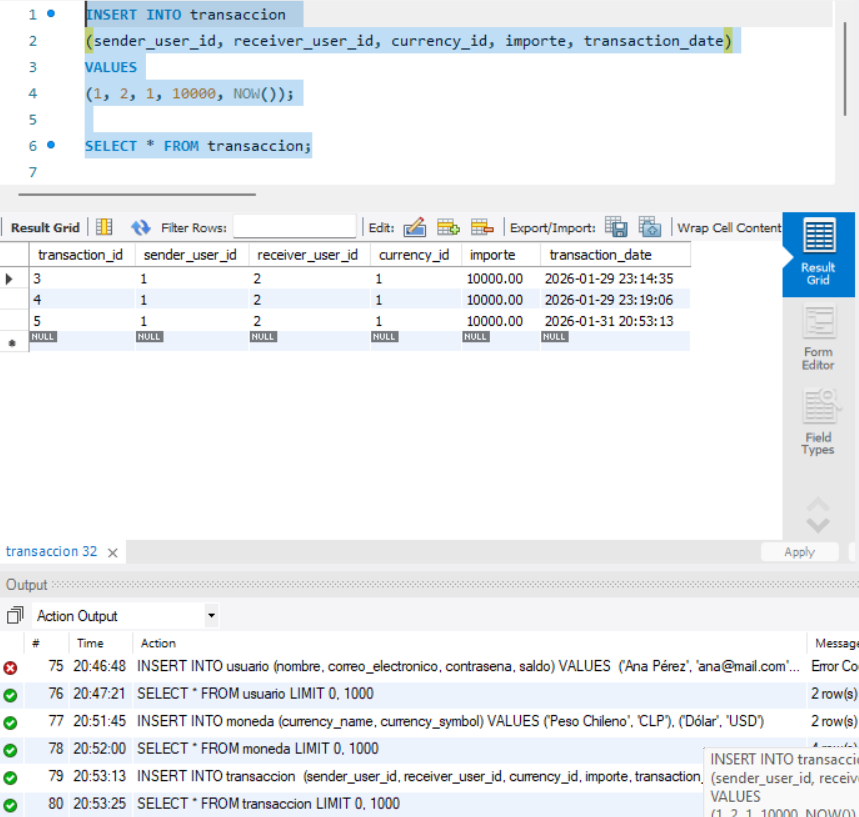 1 INSERT INTO transaccion
2 (sender_user_id, receiver_user_id, currency_id, importe, transaction_date)
3 VALUES
4 (1, 2, 1, 10000, NOW());
5
6 SELECT * FROM transaccion;
7
Result Grid Filter Rows: Edit: Export/Import: Wrap Cell Content
transaction_id sender_user_id receiver_user_id currency_id importe transaction_date
3 1 2 1 10000.00 2026-01-29 23:14:35
4 1 2 1 10000.00 2026-01-29 23:19:06
5 1 2 1 10000.00 2026-01-31 20:53:13
NULL NULL NULL NULL NULL NULL
Result
Grid
Form
Editor
Field
Types
transaccion 32 Apply
Output
Action Output
# Time Action Message
75 20:46:48 INSERT INTO usuario (nombre, correo_electronico, contrasena, saldo) VALUES ('Ana Pérez', 'ana@mail.com'... Error Co
76 20:47:21 SELECT * FROM usuario LIMIT 0, 1000 2 row(s)
77 20:51:45 INSERT INTO moneda (currency_name, currency_symbol) VALUES ('Peso Chileno', 'CLP'), ('Dólar', 'USD') 2 row(s)
78 20:52:00 SELECT * FROM moneda LIMIT 0, 1000
79 20:53:13 INSERT INTO transaccion (sender_user_id, receiver_user_id, currency_id, importe, transaction_
80 20:53:25 SELECT * FROM transaccion LIMIT 0, 1000
INSERT INTO transaccio
(sender_user_id, receive
VALUES
(1, 2, 1, 10000, NOW())